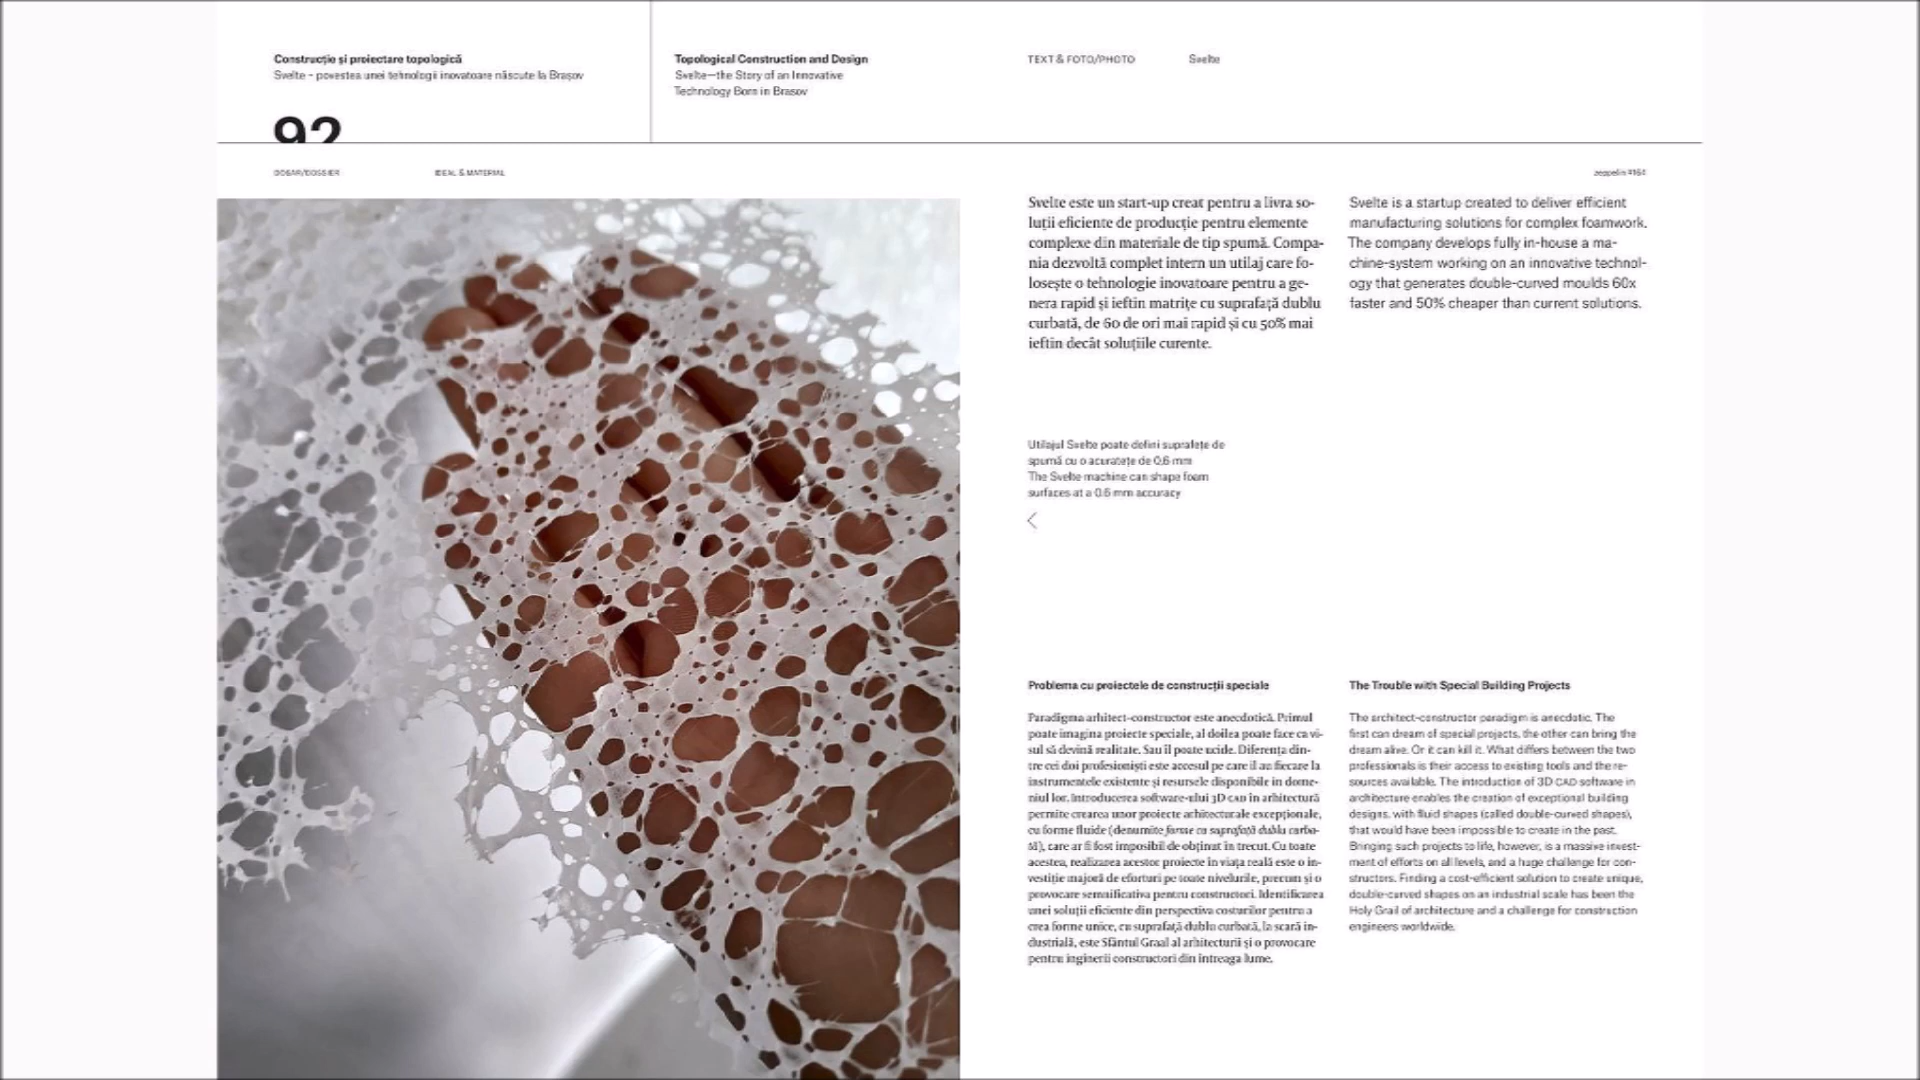 Construcție și proiectare topologică
Svelte – povestea unei tehnologii inovatoare născute la Brașov
Topological Construction and Design
Svelte—the Story of an Innovative
Technology Born in Brasov
TEXT & FOTO/PHOTO
Svelte
92
DOSAR/DOSSIER
IDEAL & MATERIAL
zeppelin #164
Svelte este un start-up creat pentru a livra so-
luții eficiente de producție pentru elemente
complexe din materiale de tip spumă. Compa-
nia dezvoltă complet intern un utilaj care fo-
losește o tehnologie inovatoare pentru a ge-
nera rapid și ieftin matrițe cu suprafață dublu
curbată, de 60 de ori mai rapid și cu 50% mai
ieftin decât soluțiile curente.
Svelte is a startup created to deliver efficient
manufacturing solutions for complex foamwork.
The company develops fully in-house a ma-
chine-system working on an innovative technol-
ogy that generates double-curved moulds 60x
faster and 50% cheaper than current solutions.
Utilajul Svelte poate defini suprafețe de
spumă cu o acuratețe de 0,6 mm
The Svelte machine can shape foam
surfaces at a 0.6 mm accuracy
Problema cu proiectele de construcții speciale
Paradigma arhitect-constructor este anecdotică. Primul
poate imagina proiecte speciale, al doilea poate face ca vi-
sul să devină realitate. Sau îl poate ucide. Diferența din-
tre cei doi profesioniști este accesul pe care îl au fiecare la
instrumentele existente și resursele disponibile în dome-
niul lor. Introducerea software-ului 3D CAD în arhitectură
permite crearea unor proiecte arhitecturale excepționale,
cu forme fluide (denumite forme cu suprafață dublu curba-
tă), care ar fi fost imposibil de obținut în trecut. Cu toate
acestea, realizarea acestor proiecte în viața reală este o in-
vestiție majoră de eforturi pe toate nivelurile, precum și o
provocare semnificativa pentru constructori. Identificarea
unei soluții eficiente din perspectiva costurilor pentru a
crea forme unice, cu suprafață dublu curbată, la scară in-
dustrială, este Sfântul Graal al arhitecturii și o provocare
pentru inginerii constructori din întreaga lume.
The Trouble with Special Building Projects
The architect-constructor paradigm is anecdotic. The
first can dream of special projects, the other can bring the
dream alive. Or it can kill it. What differs between the two
professionals is their access to existing tools and the re-
sources available. The introduction of 3D CAD software in
architecture enables the creation of exceptional building
designs, with fluid shapes (called double-curved shapes),
that would have been impossible to create in the past.
Bringing such projects to life, however, is a massive invest-
ment of efforts on all levels, and a huge challenge for con-
structors. Finding a cost-efficient solution to create unique,
double-curved shapes on an industrial scale has been the
Holy Grail of architecture and a challenge for construction
engineers worldwide.